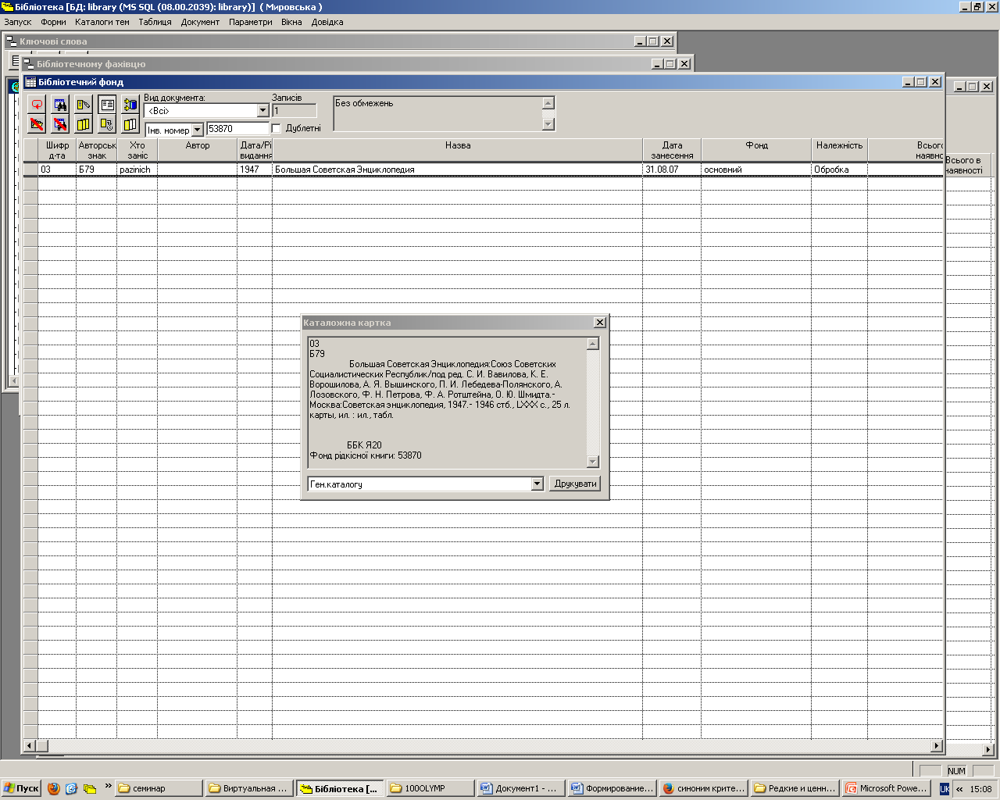 Бібліотека [БД: library (MS SQL (08.00.2039): library)] ( Мировська )
Запуск Форми Каталоги тем Таблиця Документ Параметри Вікна Довідка
Ключові слова
Бібліотечному фахівцю
Бібліотечний фонд
Вид документа: Записів
<Всі> 1
Без обмежень
Інв. номер 53870 Дублетні
Шифр д-та Авторськ знак Хто заніс Автор Дата/Рі видання Назва Дата занесення Фонд Належність Всього наявнс
Всього в
наявності
03 Б79 pazinich 1947 Большая Советская Энциклопедия 31.08.07 основний Обробка
Каталожна картка
03
Б79
Большая Советская Энциклопедия:Союз Советских
Социалистических Республик/под ред. С. И. Вавилова, К. Е.
Ворошилова, А. Я. Вышинского, П. И. Лебедева-Полянского, А.
Лозовского, Ф. Н. Петрова, Ф. А. Ротштейна, О. Ю. Шмидта.-
Москва:Советская энциклопедия, 1947.- 1946 стб., LXXX с., 25 л.
карты, ил. : ил., табл.
ББК Я20
Фонд рідкісної книги: 53870
Ген.каталогу Друкувати
NUM
Пуск » семинар Виртуальная ... Бібліотека [... 100OLYMP Документ1 - ... Формирование... синоним крите... Редкие и ценн... Microsoft Powe... UK « 15:08